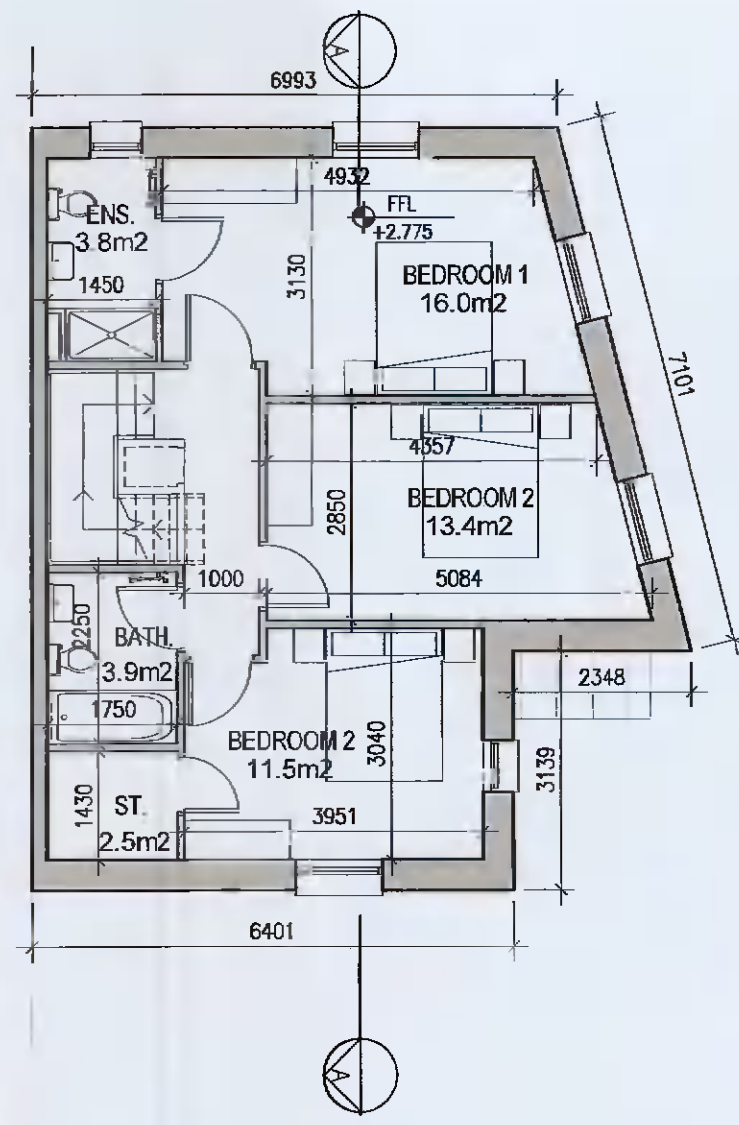 A
6993
4932
FFL
+2.775
ENS.
3.8m2
1450
3130
BEDROOM 1
16.0m2
7101
4357
BEDROOM 2
13.4m2
2850
1000
5084
2250
BATH.
3.9m2
1750
2348
BEDROOM 2
11.5m2
3040
3139
1430
ST.
2.5m2
3951
6401
A